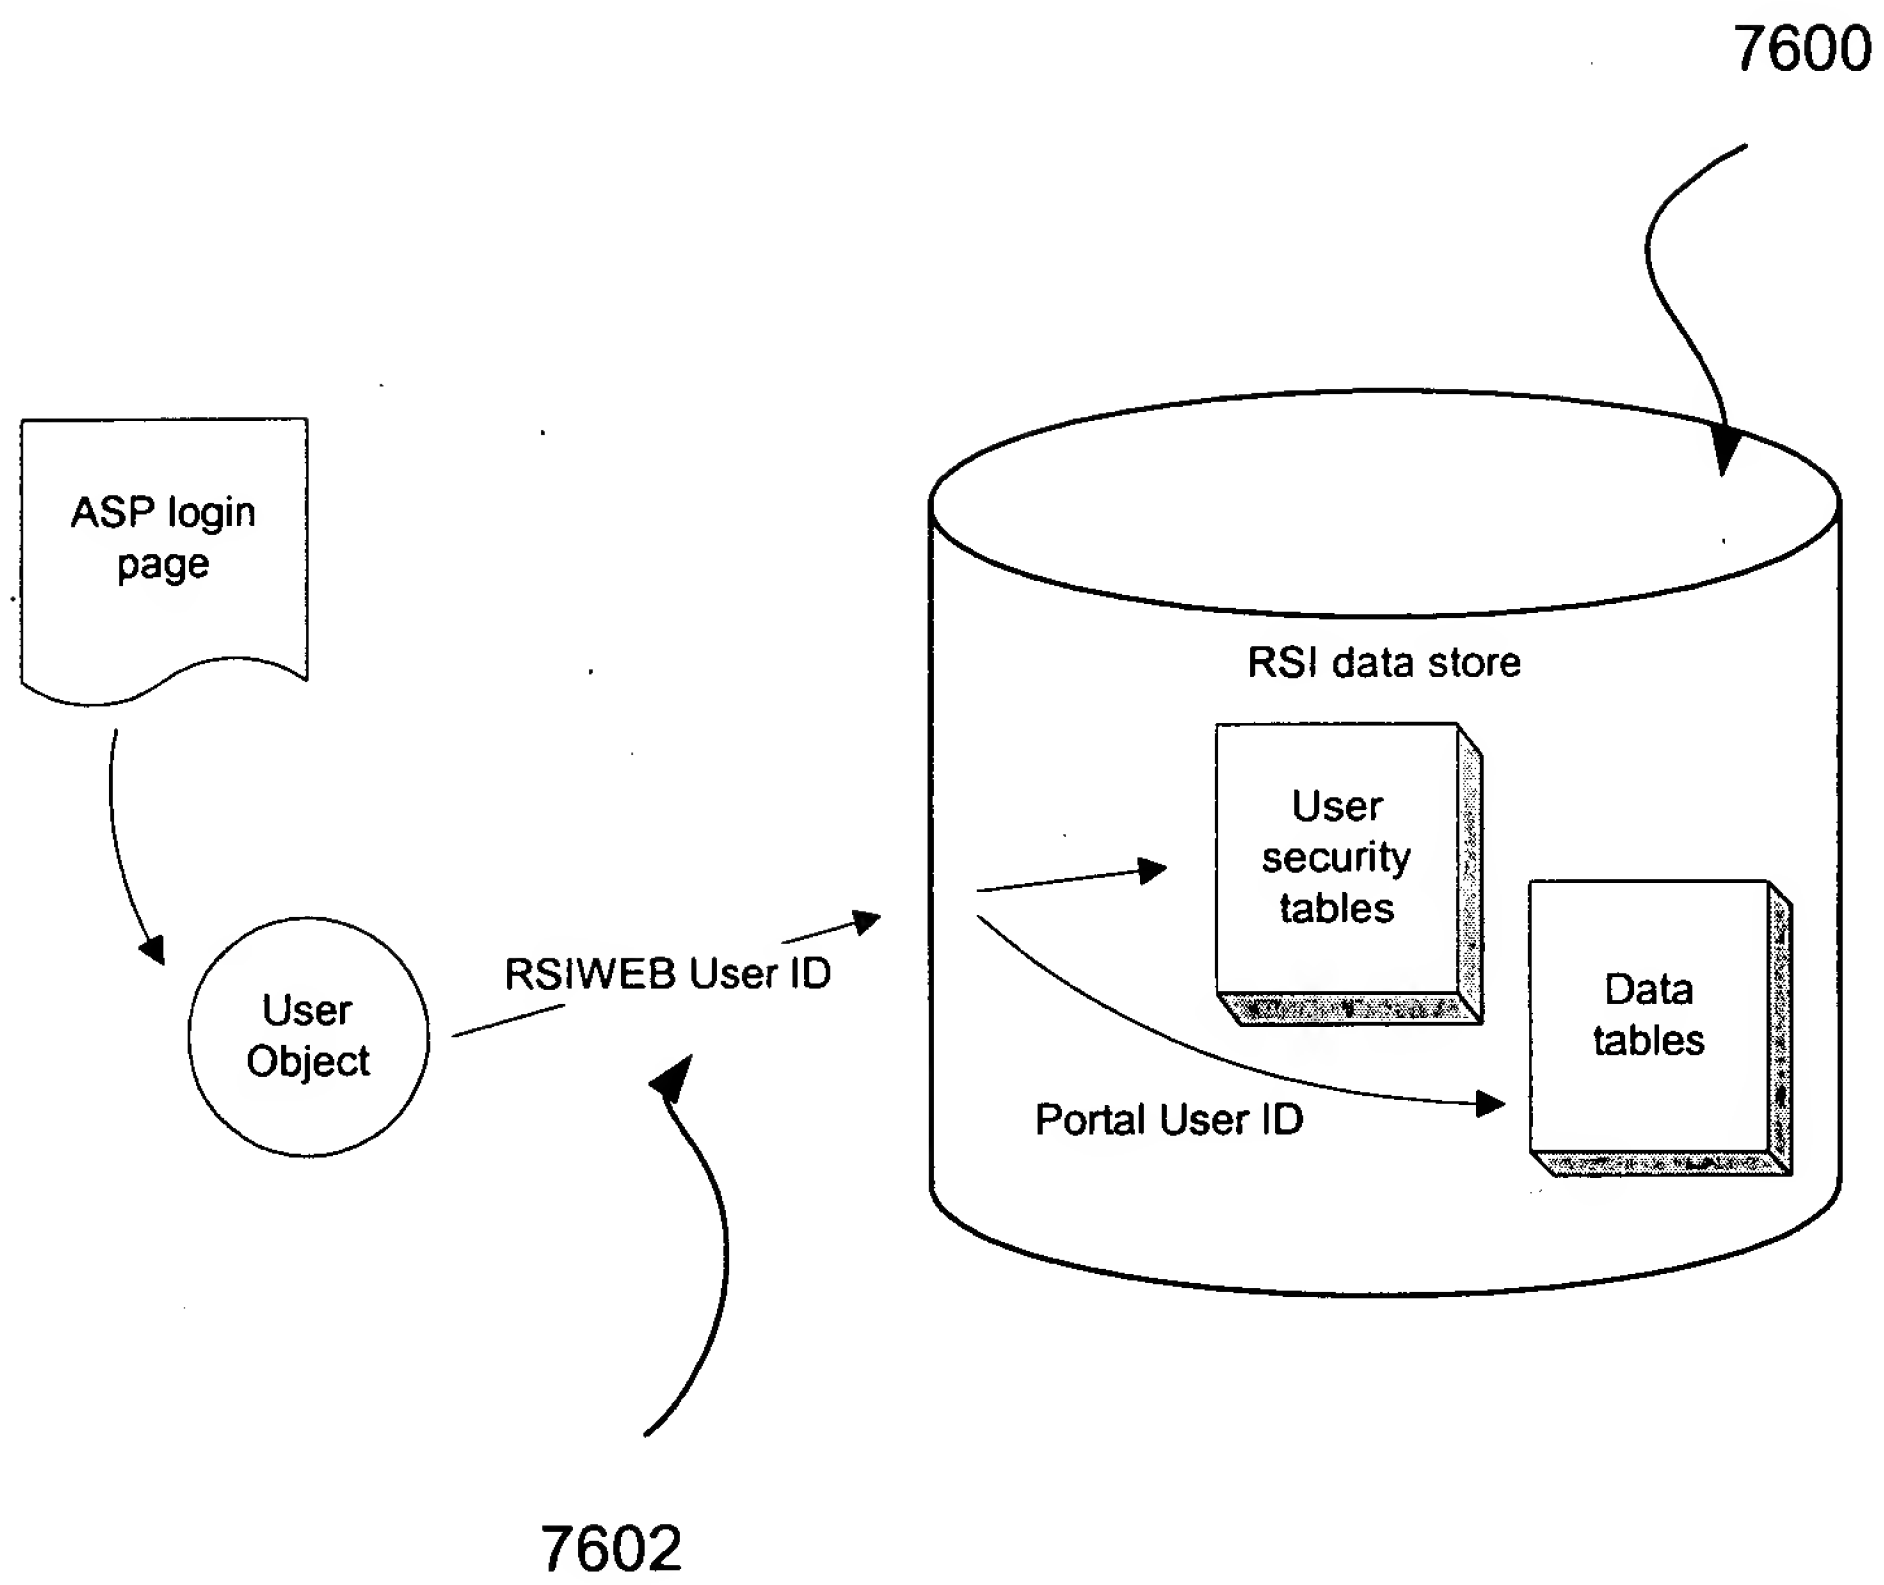 7600
ASP login
page
RSI data store
User
security
tables
Data
tables
RSIWEB User ID
User
Object
Portal User ID
7602